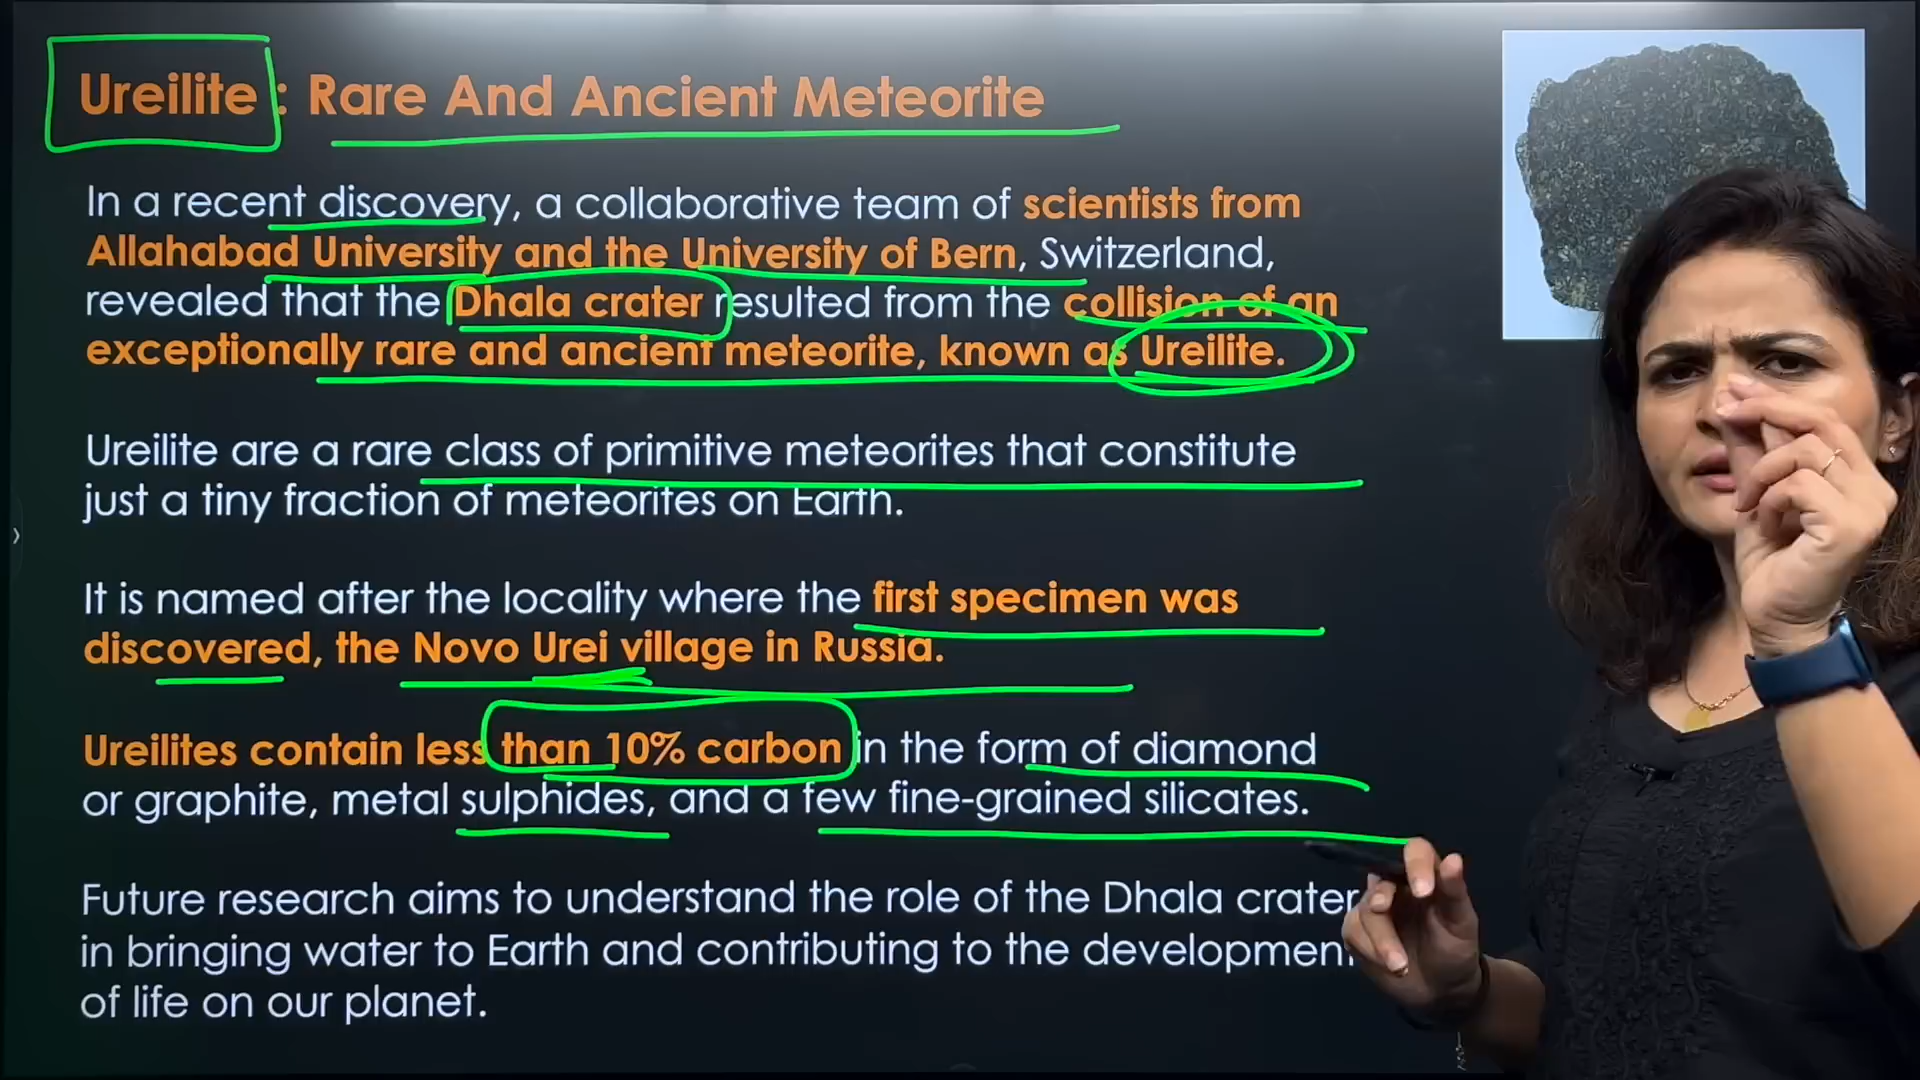 Ureilite : Rare And Ancient Meteorite
In a recent discovery, a collaborative team of scientists from
Allahabad University and the University of Bern, Switzerland,
revealed that the Dhala crater resulted from the collision of an
exceptionally rare and ancient meteorite, known as Ureilite.
Ureilite are a rare class of primitive meteorites that constitute
just a tiny fraction of meteorites on Earth.
It is named after the locality where the first specimen was
discovered, the Novo Urei village in Russia.
Ureilites contain less than 10% carbon in the form of diamond
or graphite, metal sulphides, and a few fine-grained silicates.
Future research aims to understand the role of the Dhala crater
in bringing water to Earth and contributing to the development
of life on our planet.